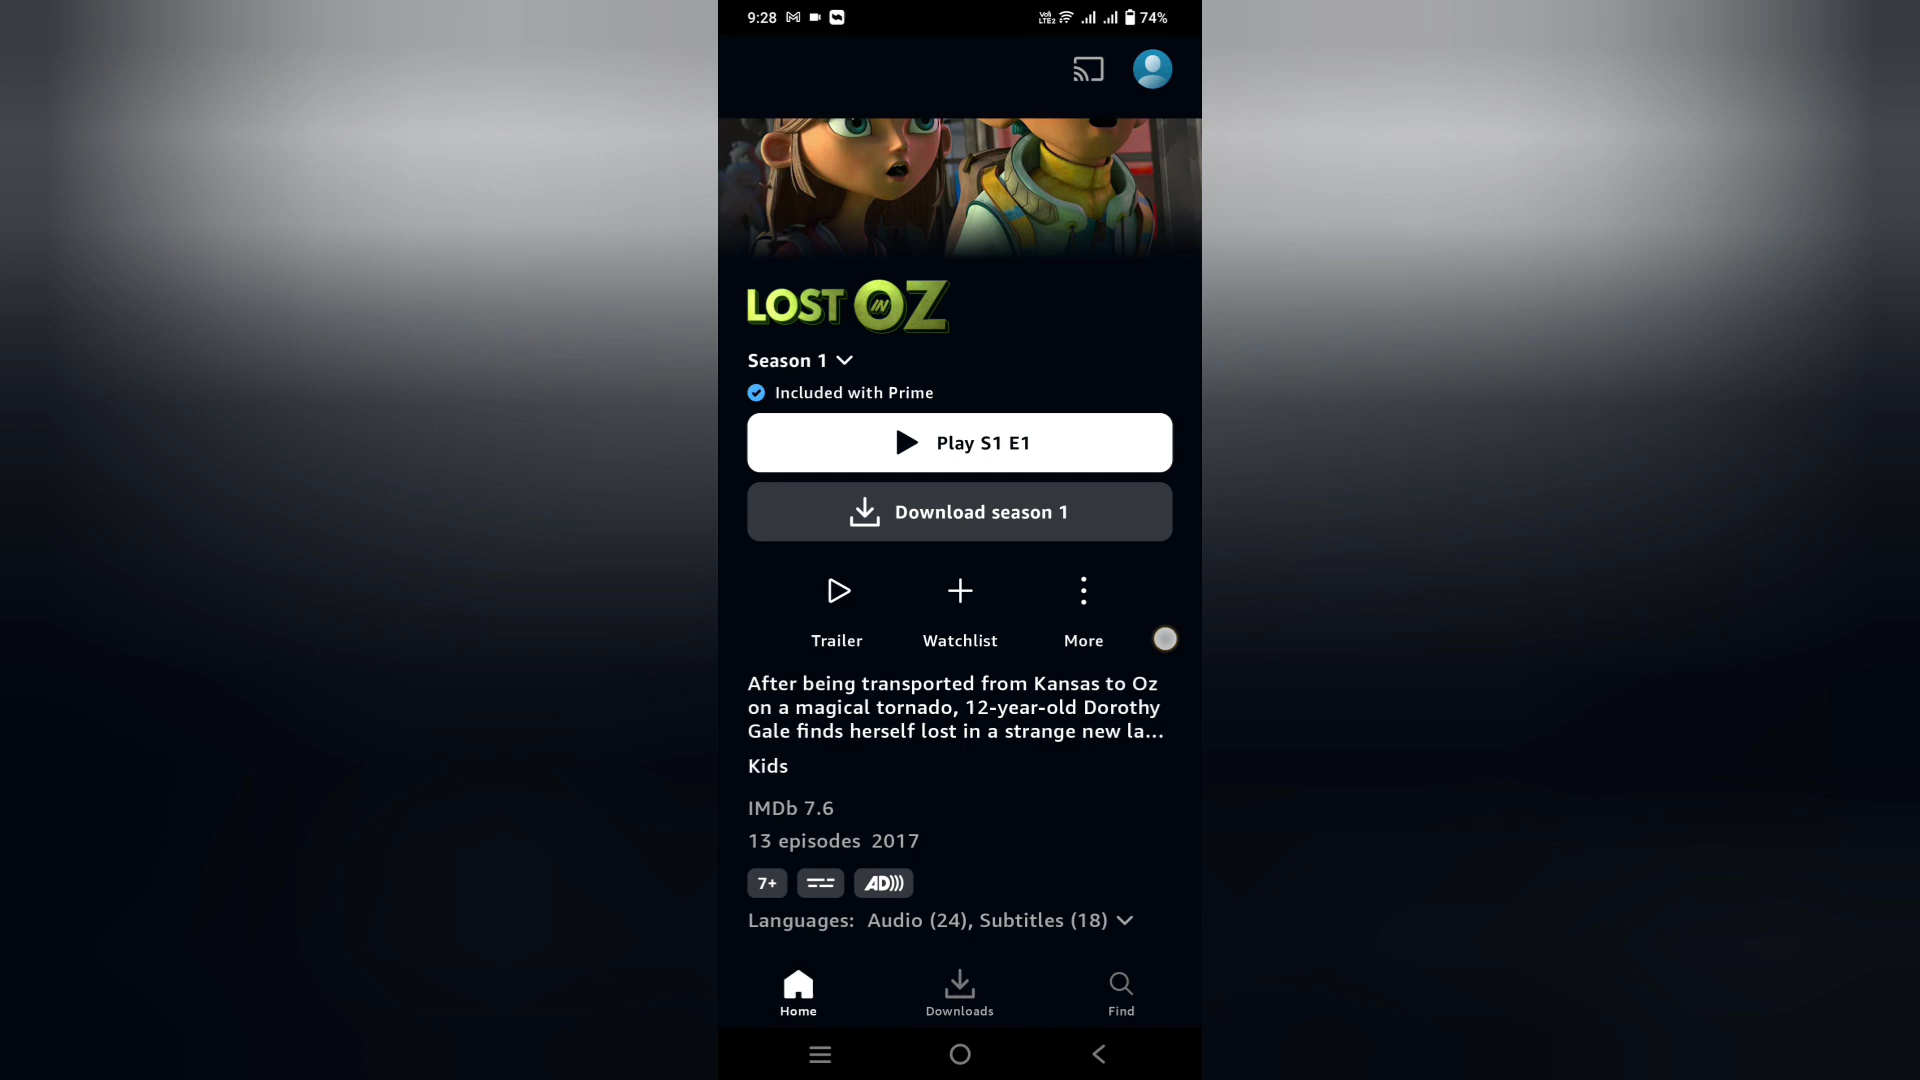 9:28
Vo) LTE2 74%
LOST IN OZ
Season 1
Included with Prime
Play S1 E1
Download season 1
Trailer Watchlist More
After being transported from Kansas to Oz
on a magical tornado, 12-year-old Dorothy
Gale finds herself lost in a strange new la...
Kids
IMDb 7.6
13 episodes 2017
7+ AD)))
Languages: Audio (24), Subtitles (18)
Home Downloads Find